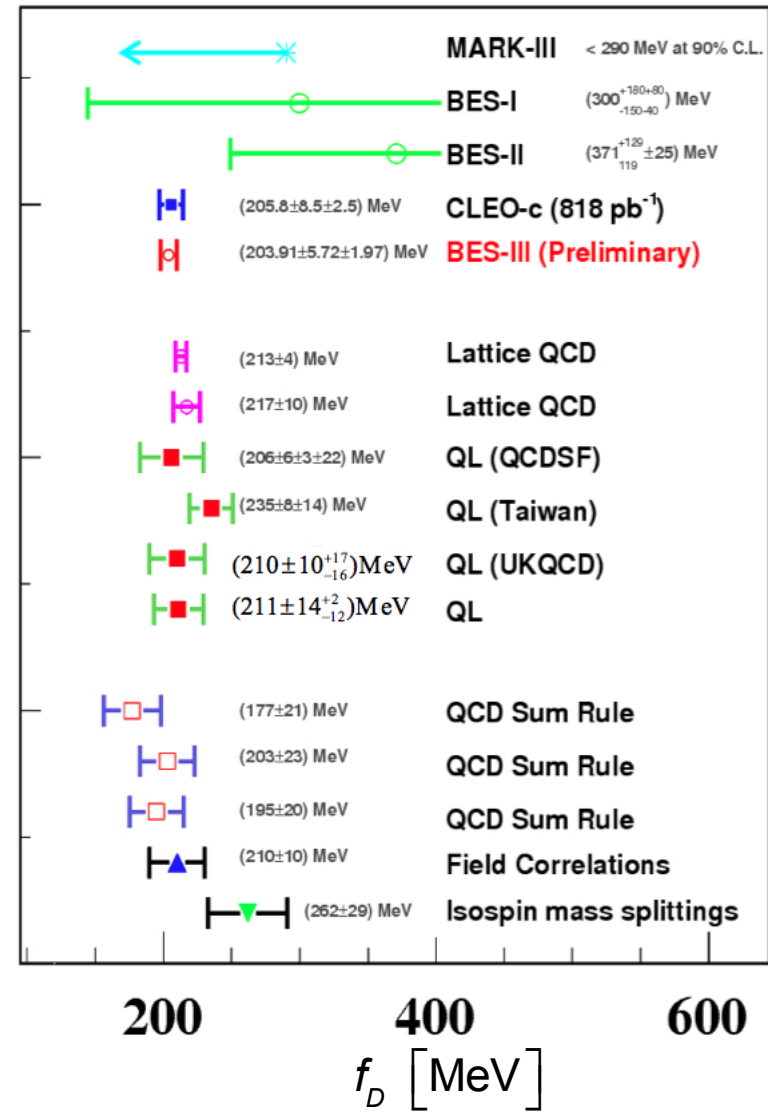 MARK-III < 290 MeV at 90% C.L.
BES-I (300 +180+80 -150-40) MeV
BES-II (371 +129 119 ±25) MeV
(205.8±8.5±2.5) MeV CLEO-c (818 pb⁻¹)
(203.91±5.72±1.97) MeV BES-III (Preliminary)
(213±4) MeV Lattice QCD
(217±10) MeV Lattice QCD
(206±6±3±22) MeV QL (QCDSF)
(235±8±14) MeV QL (Taiwan)
(210±10 +17 −16)MeV QL (UKQCD)
(211±14 +2 −12)MeV QL
(177±21) MeV QCD Sum Rule
(203±23) MeV QCD Sum Rule
(195±20) MeV QCD Sum Rule
(210±10) MeV Field Correlations
(262±29) MeV Isospin mass splittings
200 400 600
f_D [MeV]